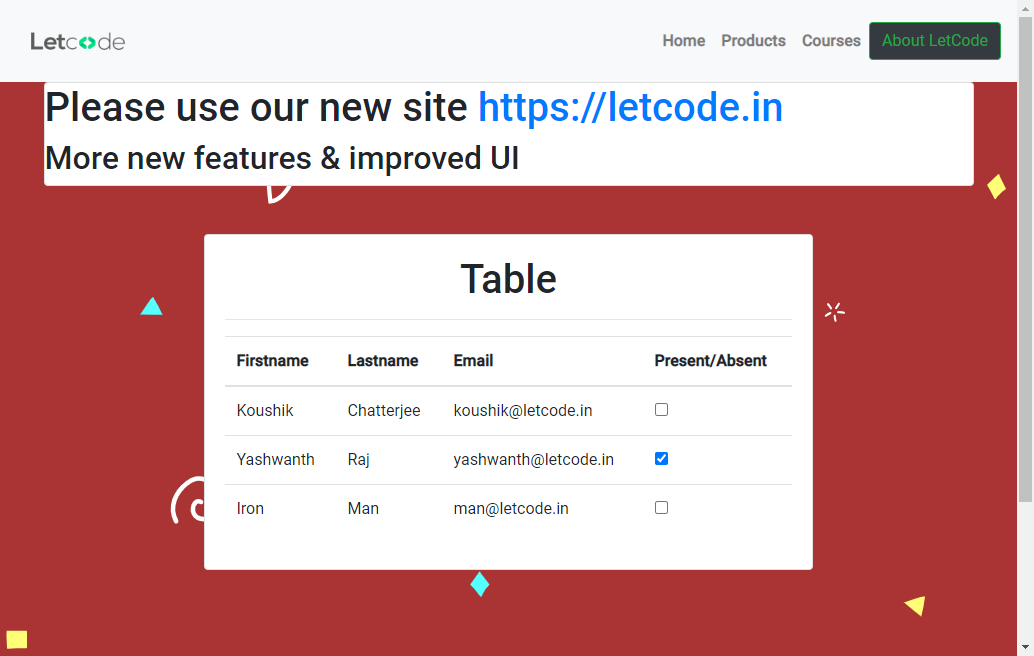 Letcode Home Products Courses About LetCode
Please use our new site https://letcode.in
More new features & improved UI
Table
Firstname Lastname Email Present/Absent
Koushik Chatterjee koushik@letcode.in
Yashwanth Raj yashwanth@letcode.in
Iron Man man@letcode.in